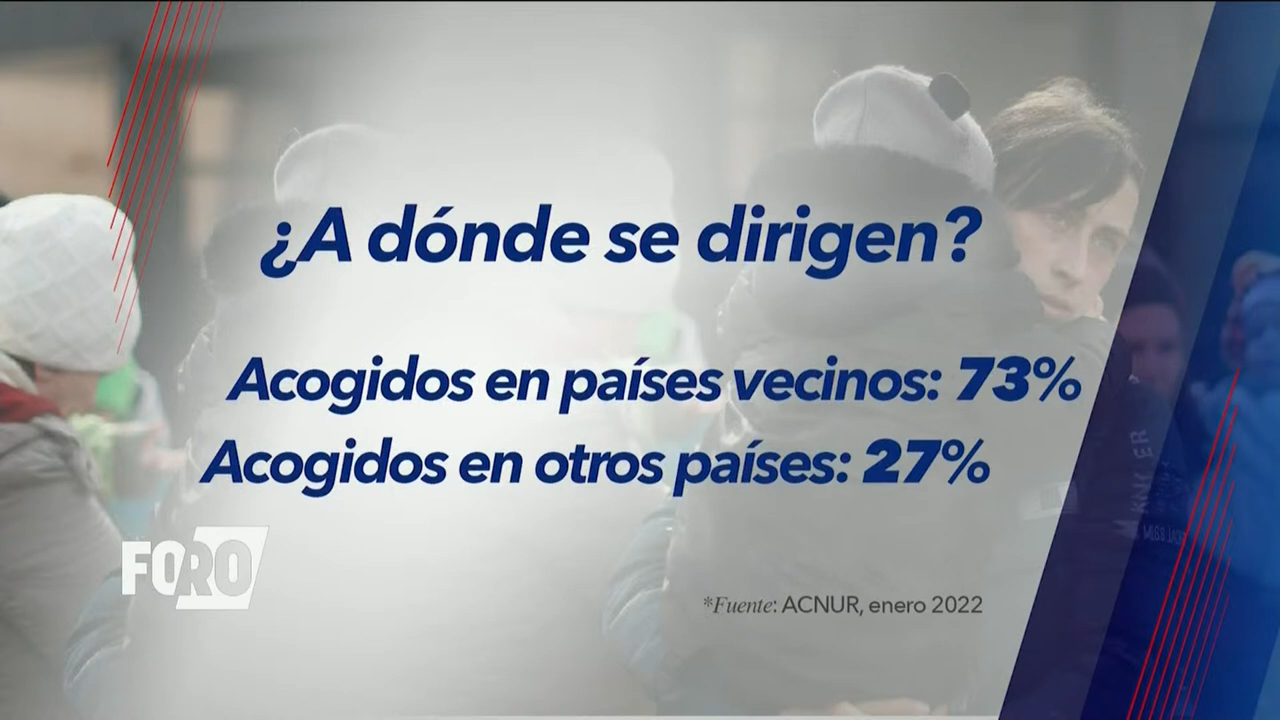 ¿A dónde se dirigen?
Acogidos en países vecinos: 73%
Acogidos en otros países: 27%
FORO
*Fuente: ACNUR, enero 2022